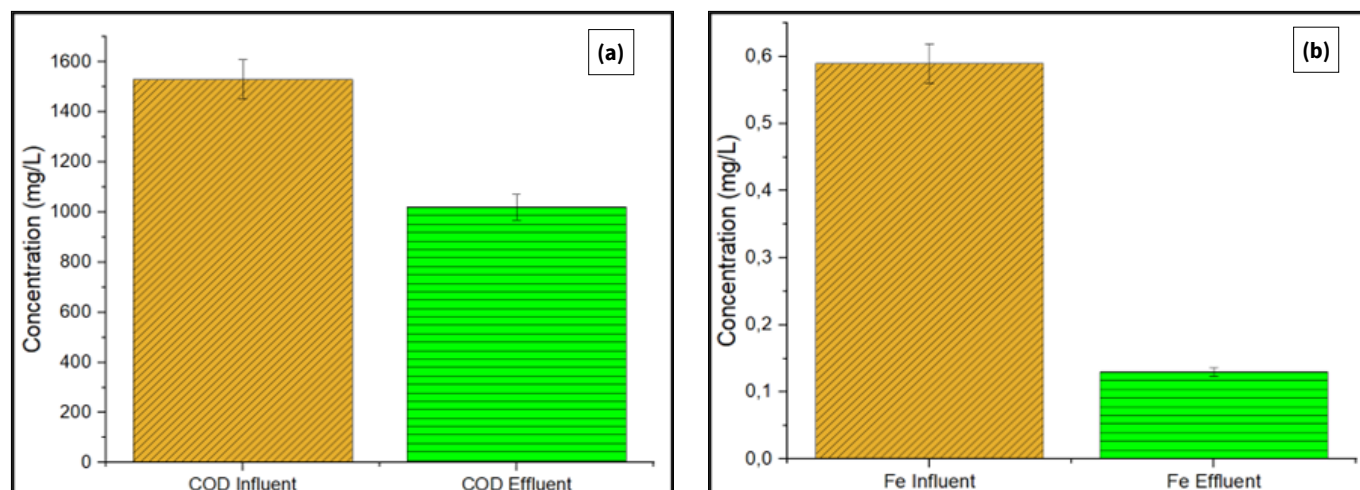 (a)
Concentration (mg/L)
1600
1400
1200
1000
800
600
400
200
0
COD Influent
COD Effluent
(b)
Concentration (mg/L)
0,6
0,5
0,4
0,3
0,2
0,1
0,0
Fe Influent
Fe Effluent